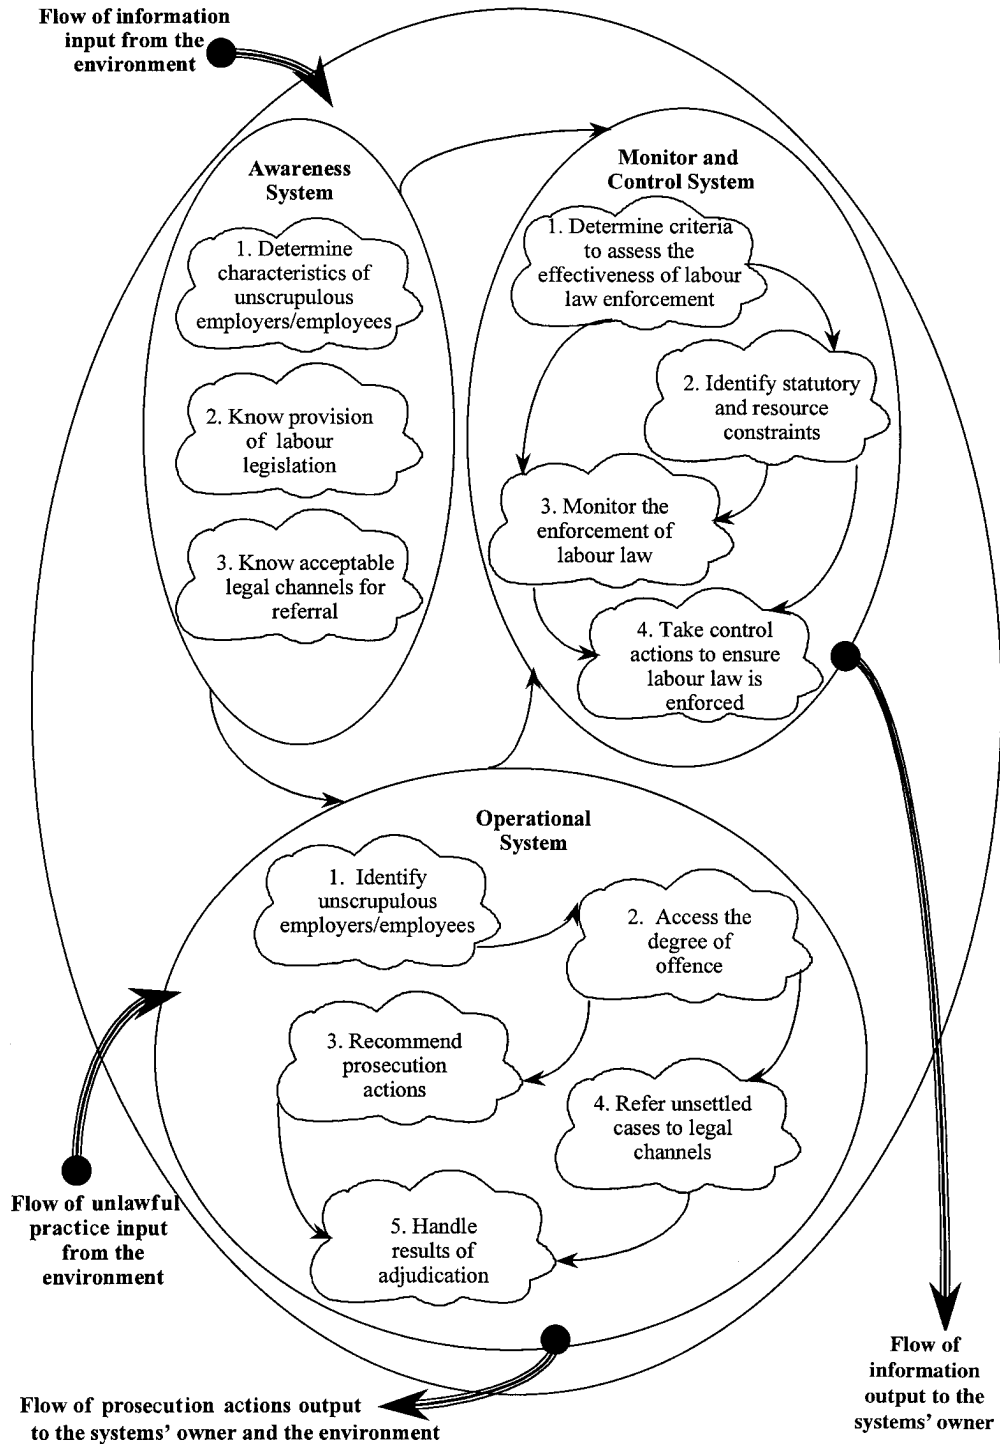 Flow of information
input from the
environment
Awareness
System
1. Determine
characteristics of
unscrupulous
employers/employees
2. Know provision
of labour
legislation
3. Know acceptable
legal channels for
referral
Monitor and
Control System
1. Determine criteria
to assess the
effectiveness of labour
law enforcement
2. Identify statutory
and resource
constraints
3. Monitor the
enforcement of
labour law
4. Take control
actions to ensure
labour law is
enforced
Operational
System
1. Identify
unscrupulous
employers/employees
2. Access the
degree of
offence
3. Recommend
prosecution
actions
4. Refer unsettled
cases to legal
channels
5. Handle
results of
adjudication
Flow of unlawful
practice input
from the
environment
Flow of prosecution actions output
to the systems' owner and the environment
Flow of
information
output to the
systems' owner